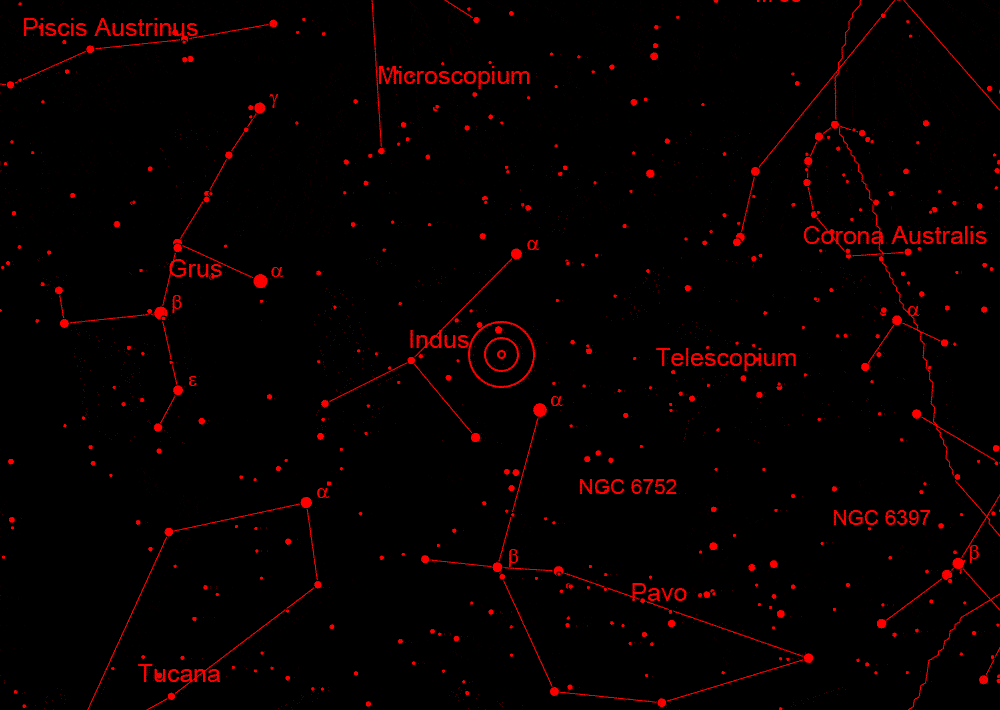 Piscis Austrinus
Microscopium
γ
Corona Australis
α
Grus
α
β
α
Indus
Telescopium
ε
α
α
NGC 6752
NGC 6397
β
β
Pavo
Tucana